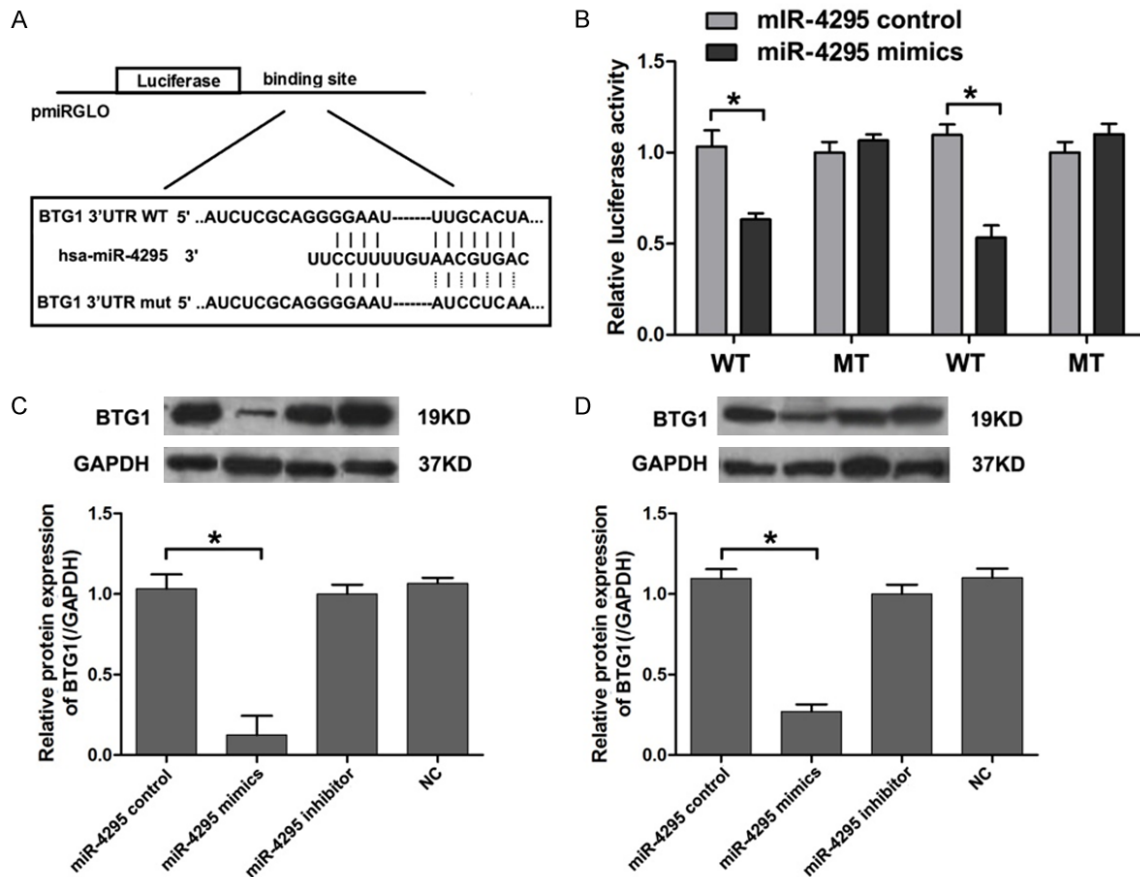 A
Luciferase
binding site
pmiRGLO
BTG1 3'UTR WT 5' ..AUCUCGCAGGGGAAU-------UUGCACUA...
hsa-miR-4295 3'
UUCCUUUUGUAACGUGAC
BTG1 3'UTR mut 5' ..AUCUCGCAGGGGAAU-------AUCCUCAA...
B
mIR-4295 control
miR-4295 mimics
Relative luciferase activity
1.5
1.0
0.5
0.0
*
*
WT
MT
WT
MT
C
BTG1
19KD
GAPDH
37KD
Relative protein expression
of BTG1(/GAPDH)
1.5
1.0
0.5
0.0
*
miR-4295 control
miR-4295 mimics
miR-4295 inhibitor
NC
D
BTG1
19KD
GAPDH
37KD
Relative protein expression
of BTG1(/GAPDH)
1.5
1.0
0.5
0.0
*
miR-4295 control
miR-4295 mimics
miR-4295 inhibitor
NC